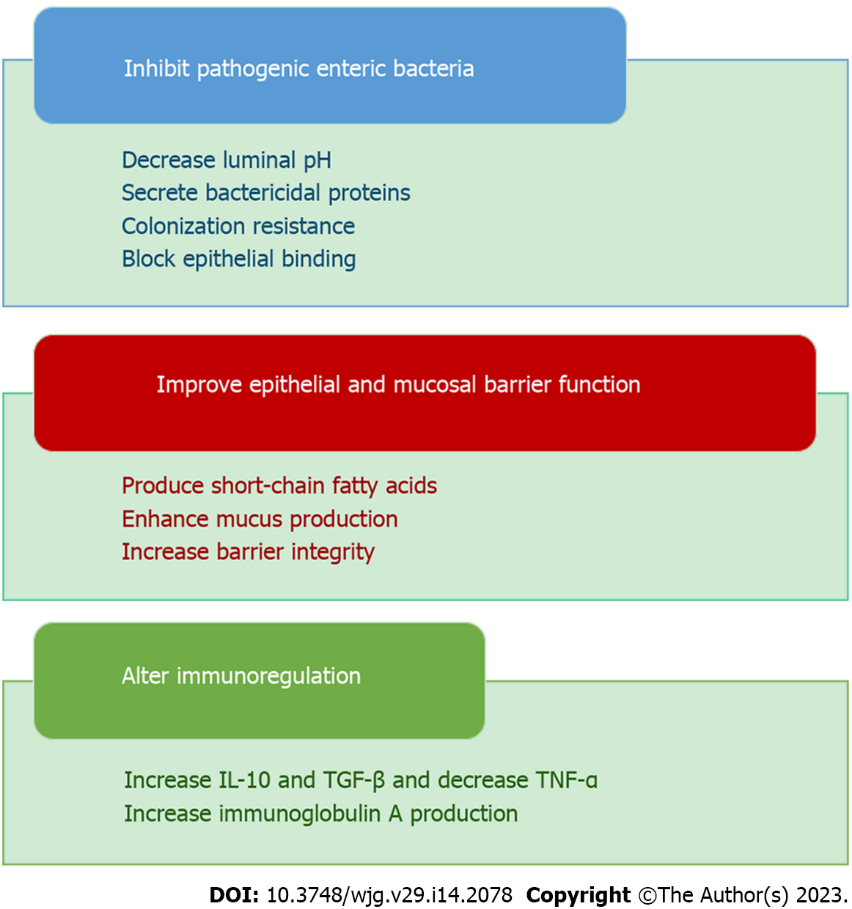 Inhibit pathogenic enteric bacteria
Decrease luminal pH
Secrete bactericidal proteins
Colonization resistance
Block epithelial binding
Improve epithelial and mucosal barrier function
Produce short-chain fatty acids
Enhance mucus production
Increase barrier integrity
Alter immunoregulation
Increase IL-10 and TGF-β and decrease TNF-α
Increase immunoglobulin A production
DOI: 10.3748/wjg.v29.i14.2078 Copyright ©The Author(s) 2023.